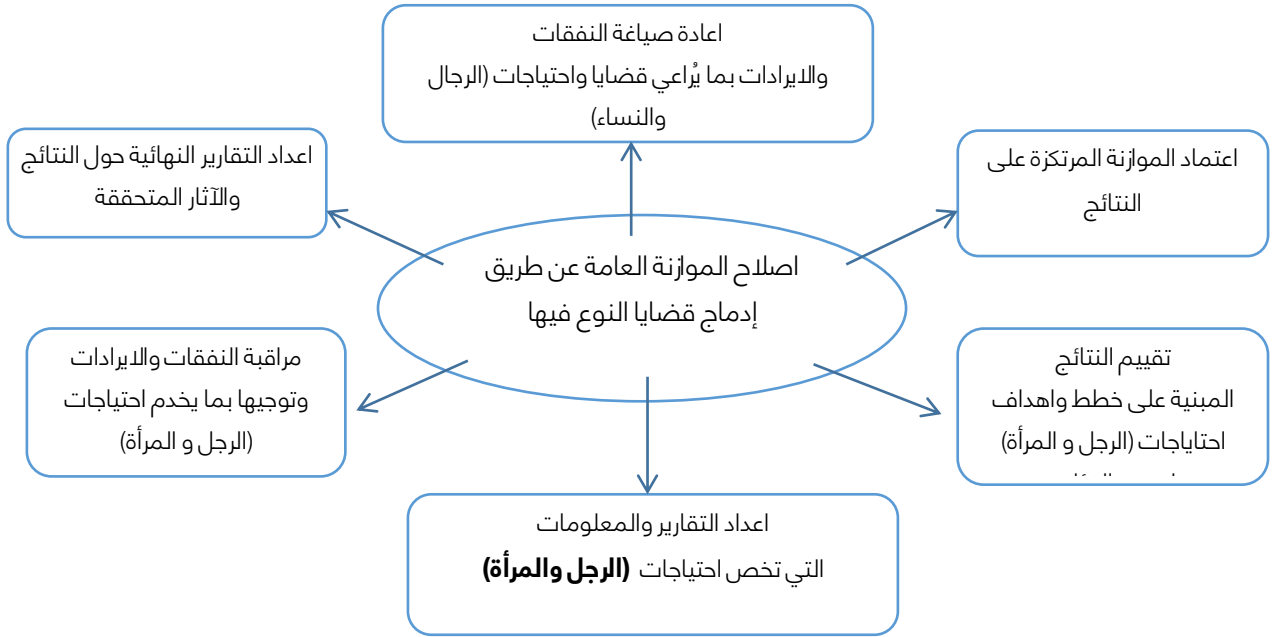 اعادة صياغة النفقات
والايرادات بما يُراعي قضايا واحتياجات (الرجال
والنساء)
اعتماد الموازنة المرتكزة على
النتائج
اعداد التقارير النهائية حول النتائج
والآثار المتحققة
اصلاح الموازنة العامة عن طريق
إدماج قضايا النوع فيها
تقييم النتائج
المبنية على خطط واهداف
احتاياجات (الرجل و المرأة)
مراقبة النفقات والايرادات
وتوجيها بما يخدم احتياجات
(الرجل و المرأة)
اعداد التقارير والمعلومات
التي تخص احتياجات (الرجل والمرأة)